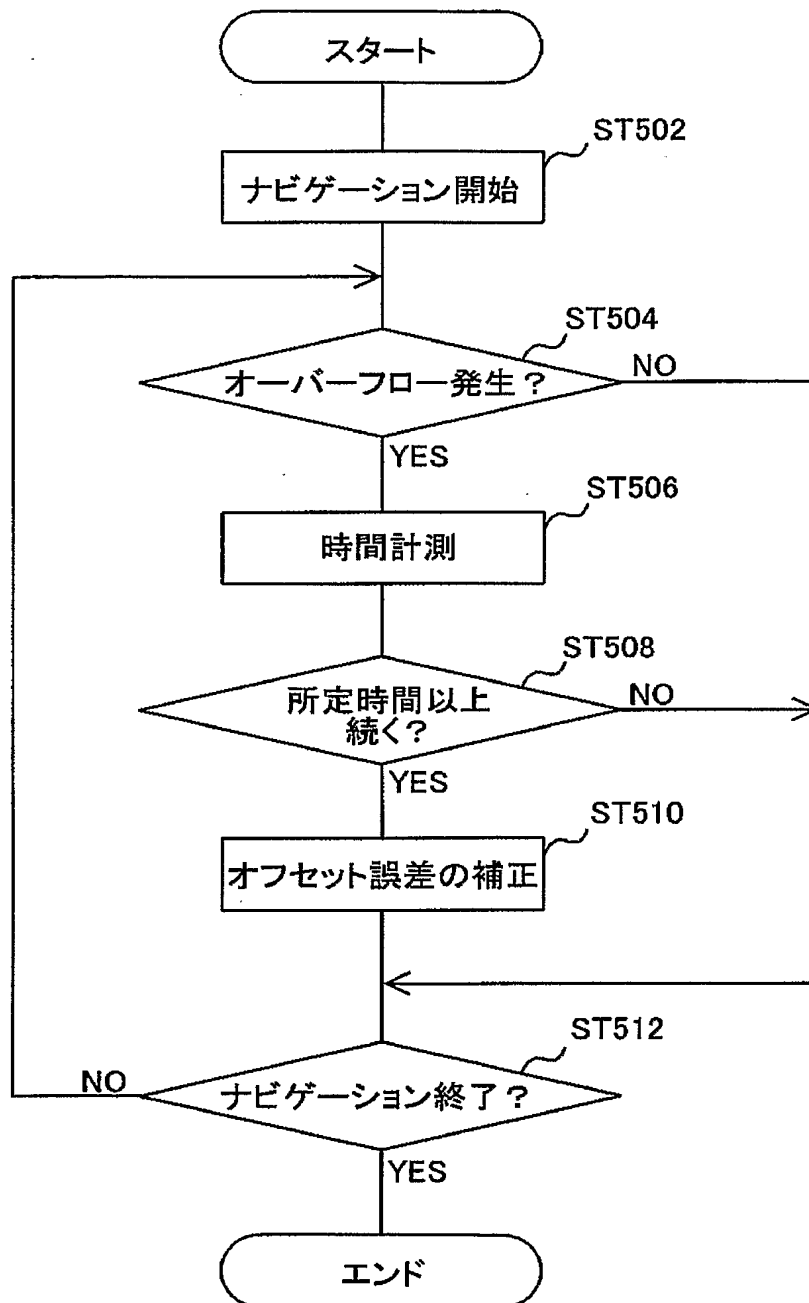 スタート
ST502
ナビゲーション開始
ST504
オーバーフロー発生？
NO
YES
ST506
時間計測
ST508
所定時間以上
続く？
NO
YES
ST510
オフセット誤差の補正
ST512
ナビゲーション終了？
NO
YES
エンド